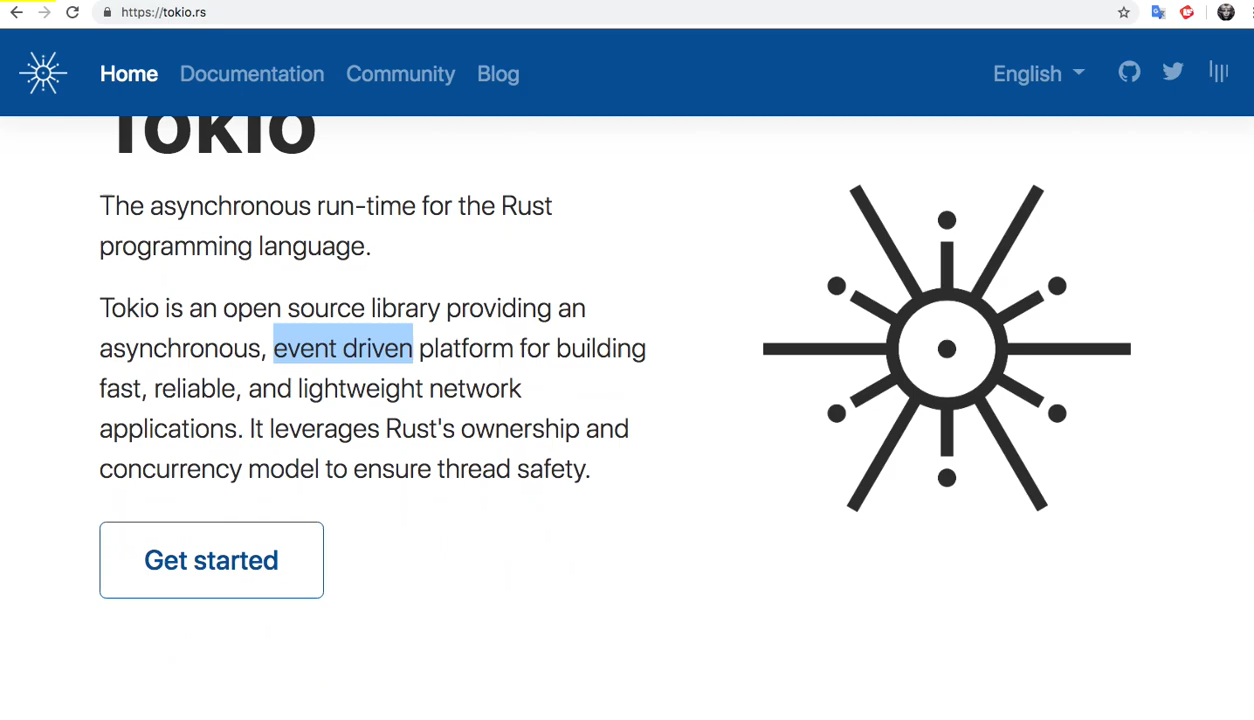 https://tokio.rs
Home Documentation Community Blog English
Tokio
The asynchronous run-time for the Rust
programming language.
Tokio is an open source library providing an
asynchronous, event driven platform for building
fast, reliable, and lightweight network
applications. It leverages Rust's ownership and
concurrency model to ensure thread safety.
Get started